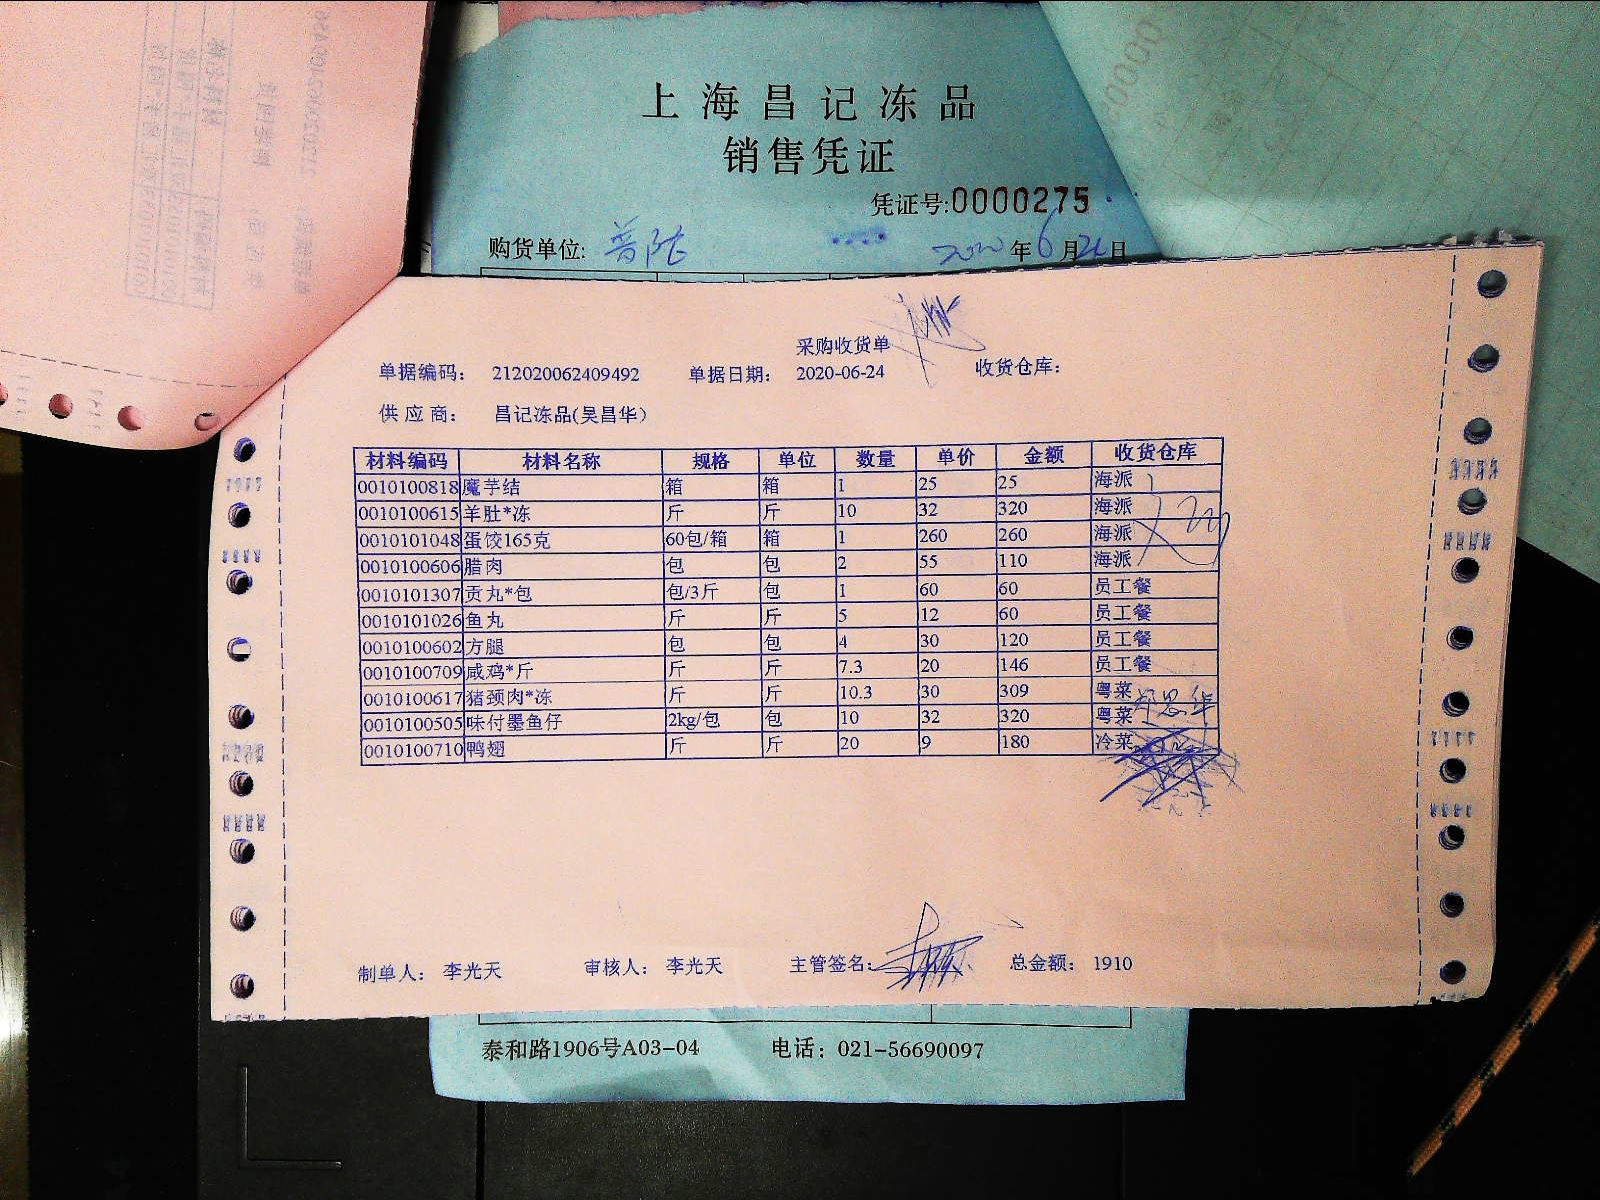 上海昌记冻品
销售凭证
凭证号:0000275
购货单位: 普陀 2020年6月24日
采购收货单
单据编码: 212020062409492 单据日期: 2020-06-24 收货仓库:
供应商: 昌记冻品(吴昌华)
材料编码 材料名称 规格 单位 数量 单价 金额 收货仓库
0010100818 魔芋结 箱 箱 1 25 25 海派
0010100615 羊肚*冻 斤 斤 10 32 320 海派
0010101048 蛋饺165克 60包/箱 箱 1 260 260 海派
0010100606 腊肉 包 包 2 55 110 海派
0010101307 贡丸*包 包/3斤 包 1 60 60 员工餐
0010101026 鱼丸 斤 斤 5 12 60 员工餐
0010100602 方腿 包 包 4 30 120 员工餐
0010100709 咸鸡*斤 斤 斤 7.3 20 146 员工餐
0010100617 猪颈肉*冻 斤 斤 10.3 30 309 粤菜
0010100505 味付墨鱼仔 2kg/包 包 10 32 320 粤菜
0010100710 鸭翅 斤 斤 20 9 180 冷菜
制单人: 李光天 审核人: 李光天 主管签名: 总金额: 1910
泰和路1906号A03-04 电话: 021-56690097